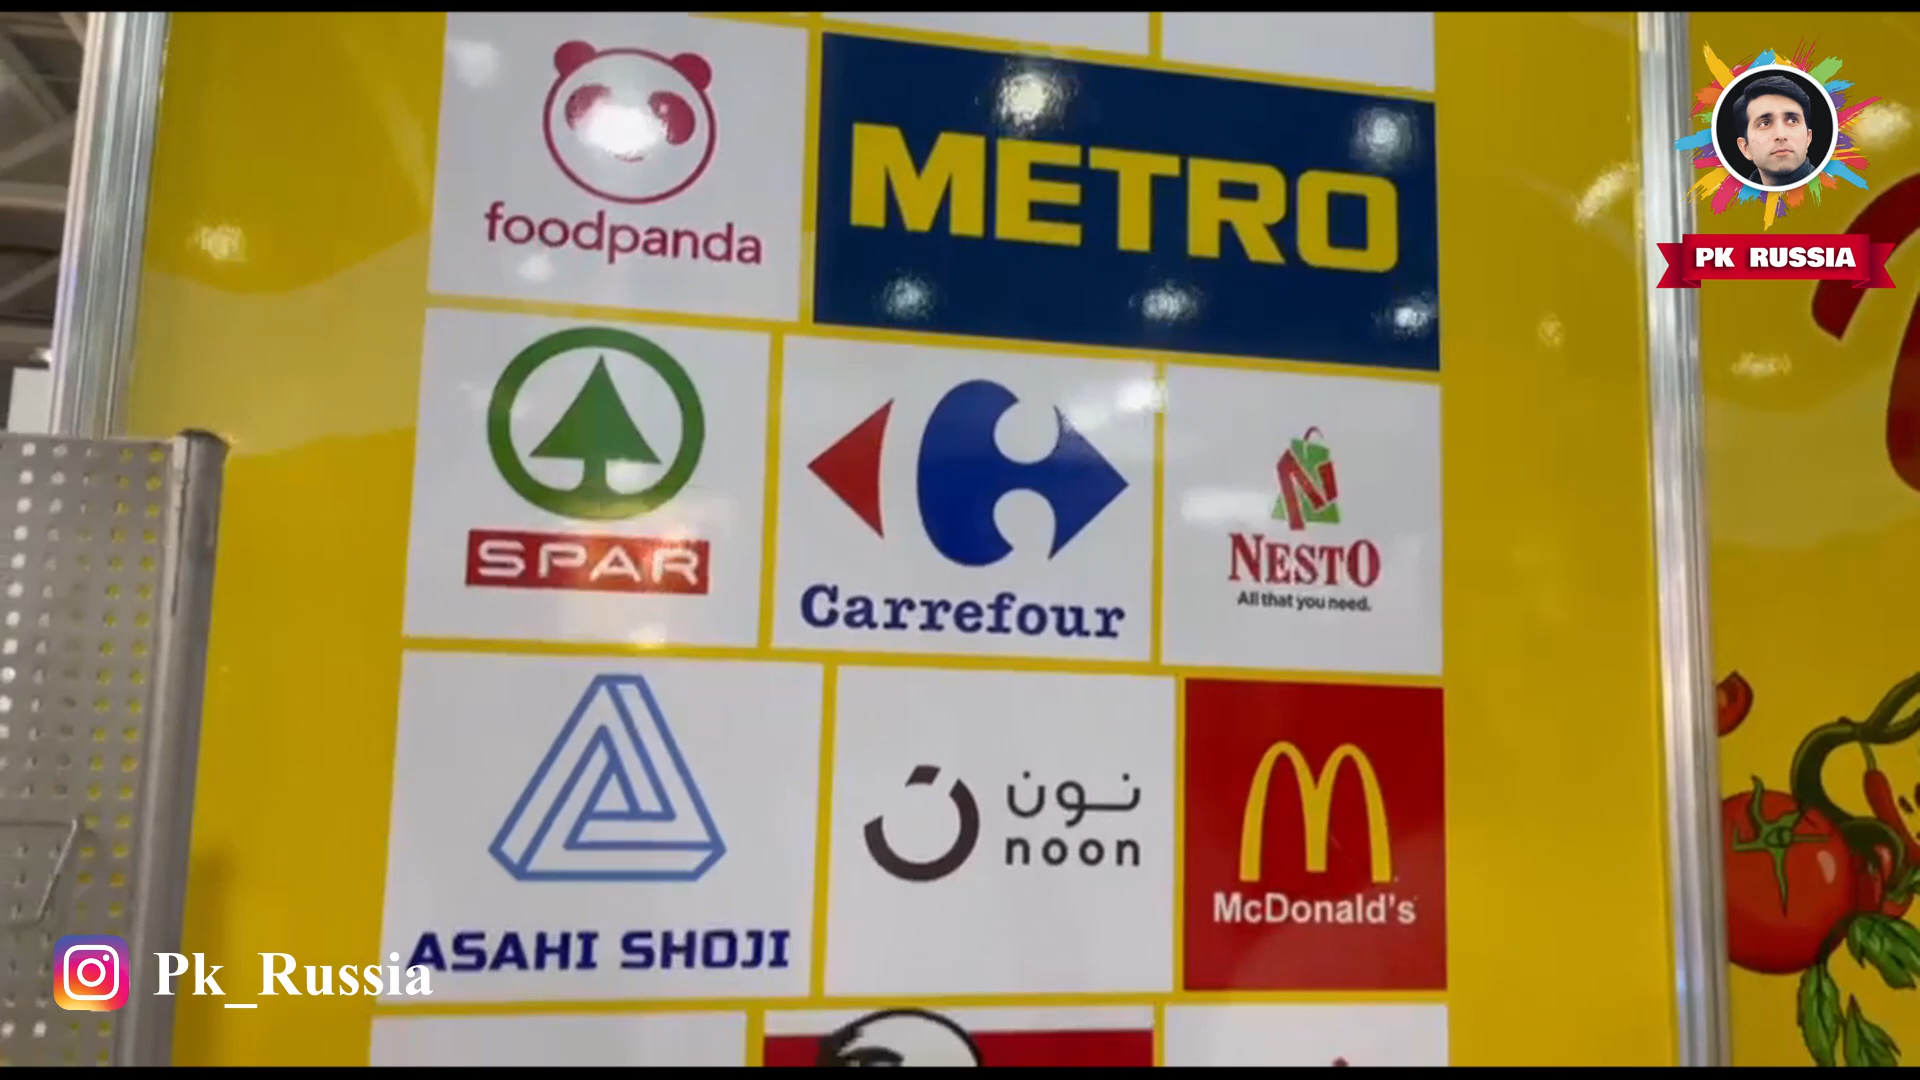 foodpanda
METRO
PK RUSSIA
SPAR
Carrefour
NESTO
All that you need.
ASAHI SHOJI
نون
noon
McDonald's
Pk_Russia